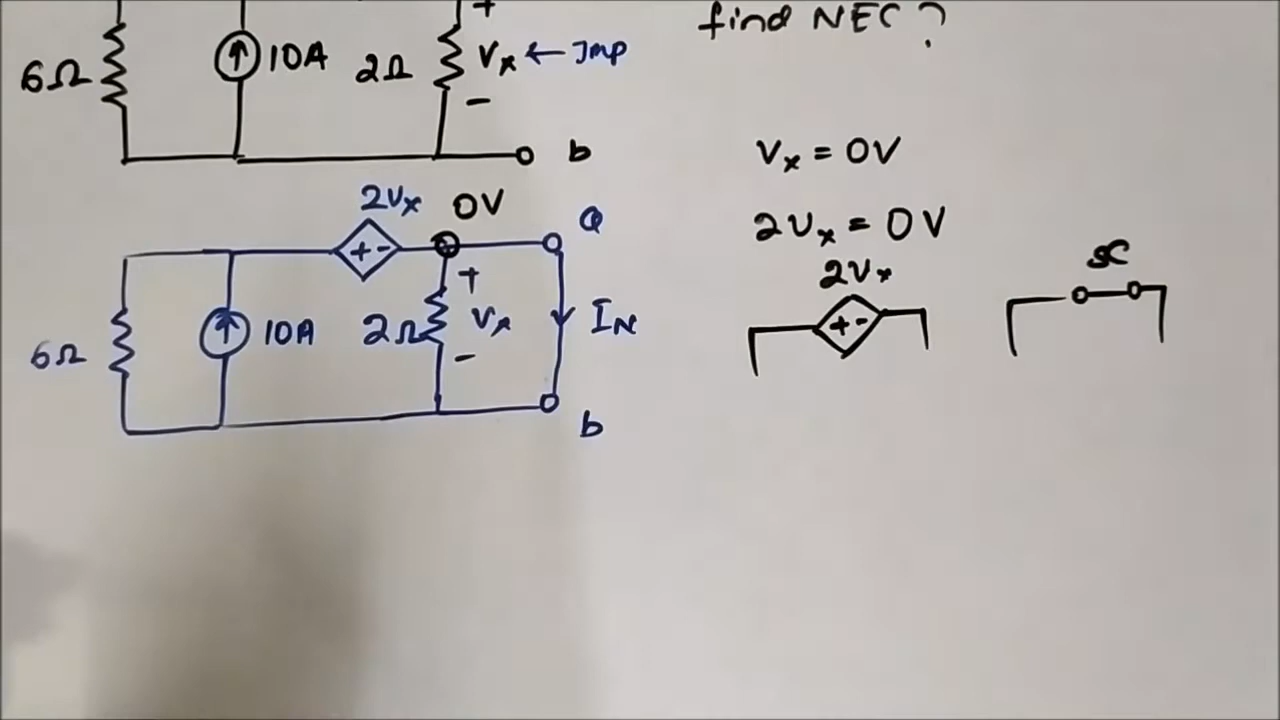 find NEC?
+
6Ω
10A
2Ω
Vx ← Imp
-
b
Vx = 0V
2Vx = 0V
2Vx
0V
a
+ -
+
6Ω
10A
2Ω
Vx
-
IN
b
2Vx
+ -
SC